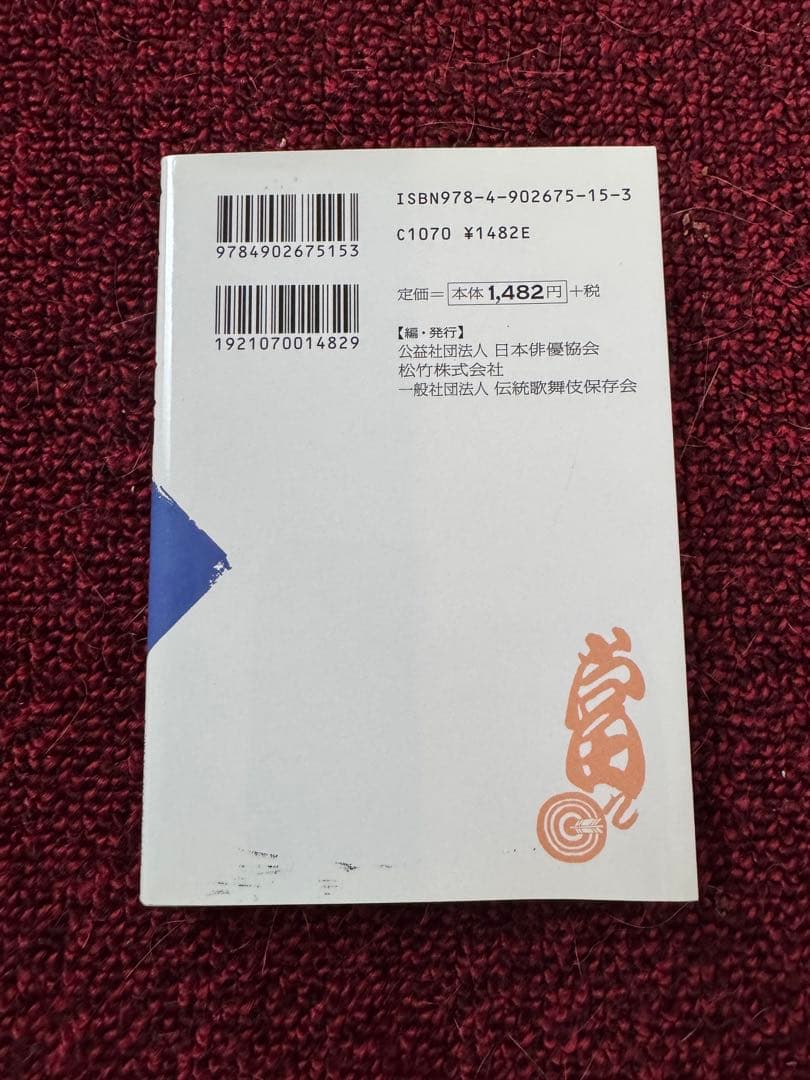 ISBN978-4-902675-15-3
9784902675153
C1070 ¥1482E
定価=本体1,482円+税
1921070014829
【編・発行】
公益社団法人 日本俳優協会
松竹株式会社
一般社団法人 伝統歌舞伎保存会
當